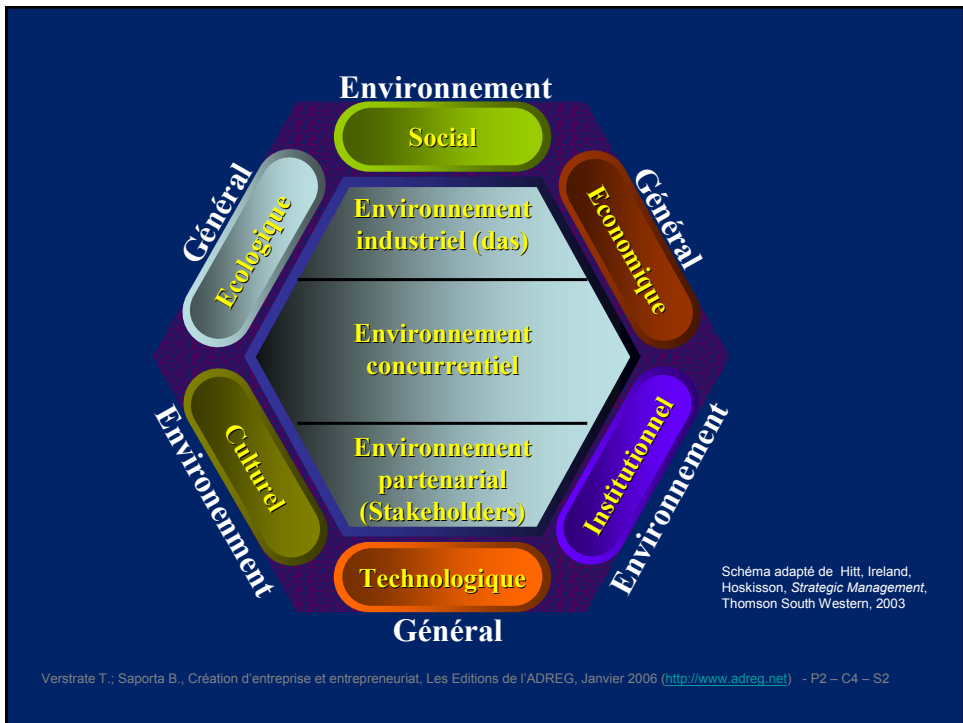 Environnement
Social
Général
Ecologique
Général
Economique
Environnement
industriel (das)
Environnement
concurrentiel
Environnement
partenarial
(Stakeholders)
Environenment
Culturel
Institutionnel
Environnement
Technologique
Général
Schéma adapté de Hitt, Ireland,
Hoskisson, Strategic Management,
Thomson South Western, 2003
Verstrate T.; Saporta B., Création d'entreprise et entrepreneuriat, Les Editions de l'ADREG, Janvier 2006 (http://www.adreg.net) - P2 – C4 – S2